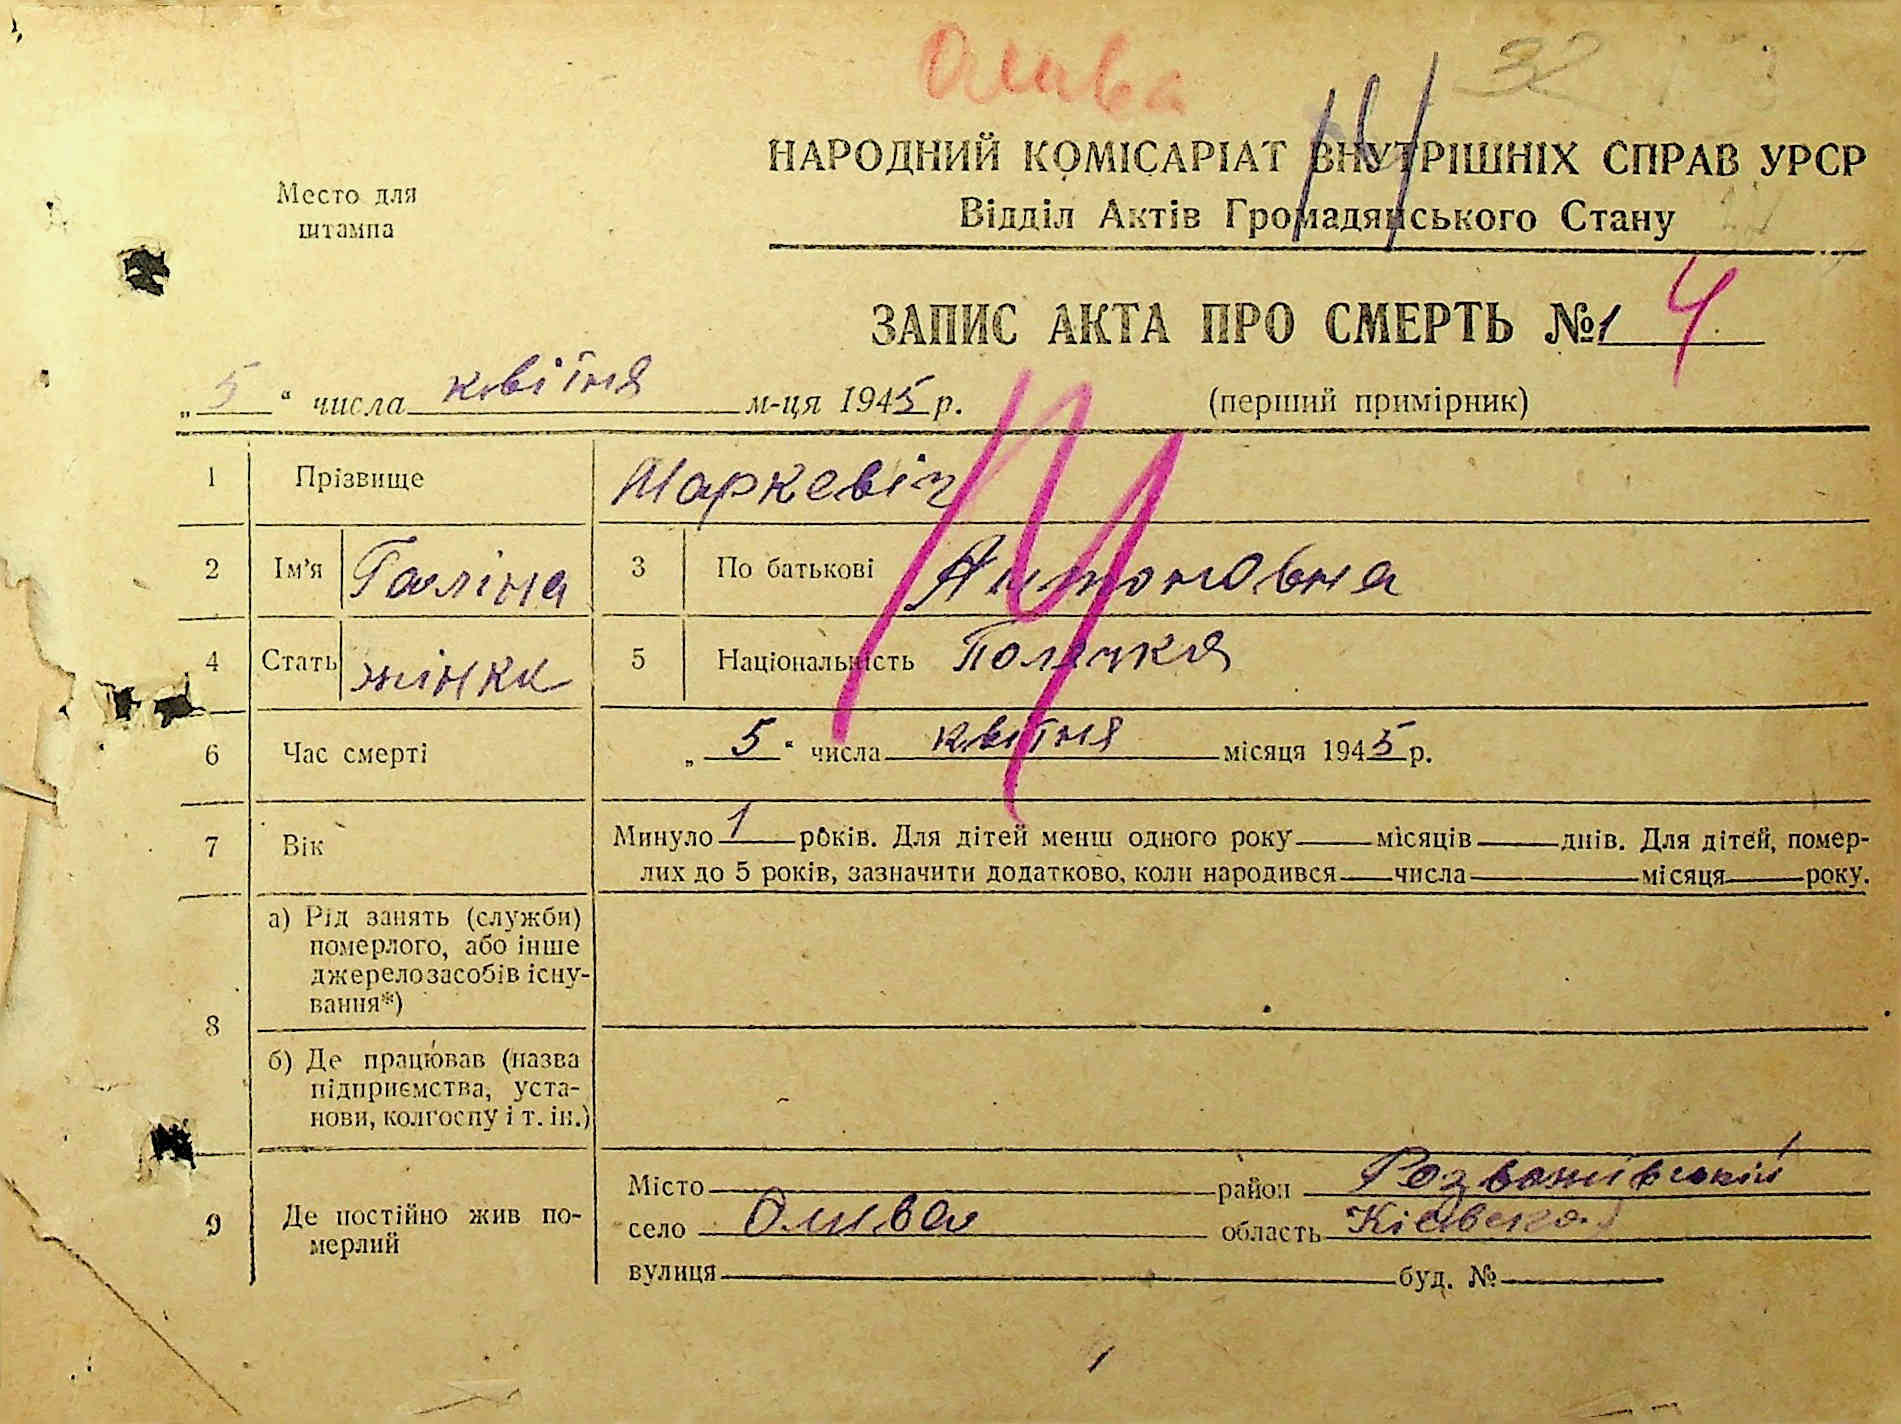 Олива 32
НАРОДНИЙ КОМІСАРІАТ ВНУТРІШНІХ СПРАВ УРСР
Відділ Актів Громадянського Стану
Место для
штампа
ЗАПИС АКТА ПРО СМЕРТЬ №1 4
„5“ числа квітня м-ця 1945 р. (перший примірник)
1 Прізвище Маркевіч
2 Ім'я Галіна 3 По батькові Антоновна
4 Стать жінка 5 Національність Полячка
6 Час смерті „5“ числа квітня місяця 1945 р.
7 Вік Минуло 1 років. Для дітей менш одного року місяців днів. Для дітей, помер-
лих до 5 років, зазначити додатково, коли народився числа місяця року.
8 а) Рід занять (служби)
померлого, або інше
джерело засобів існу-
вання*)
б) Де працював (назва
підприємства, уста-
нови, колгоспу і т. ін.)
9 Де постійно жив по-
мерлий
Місто район Розважівський
село Олива область Кієвская
вулиця буд. №